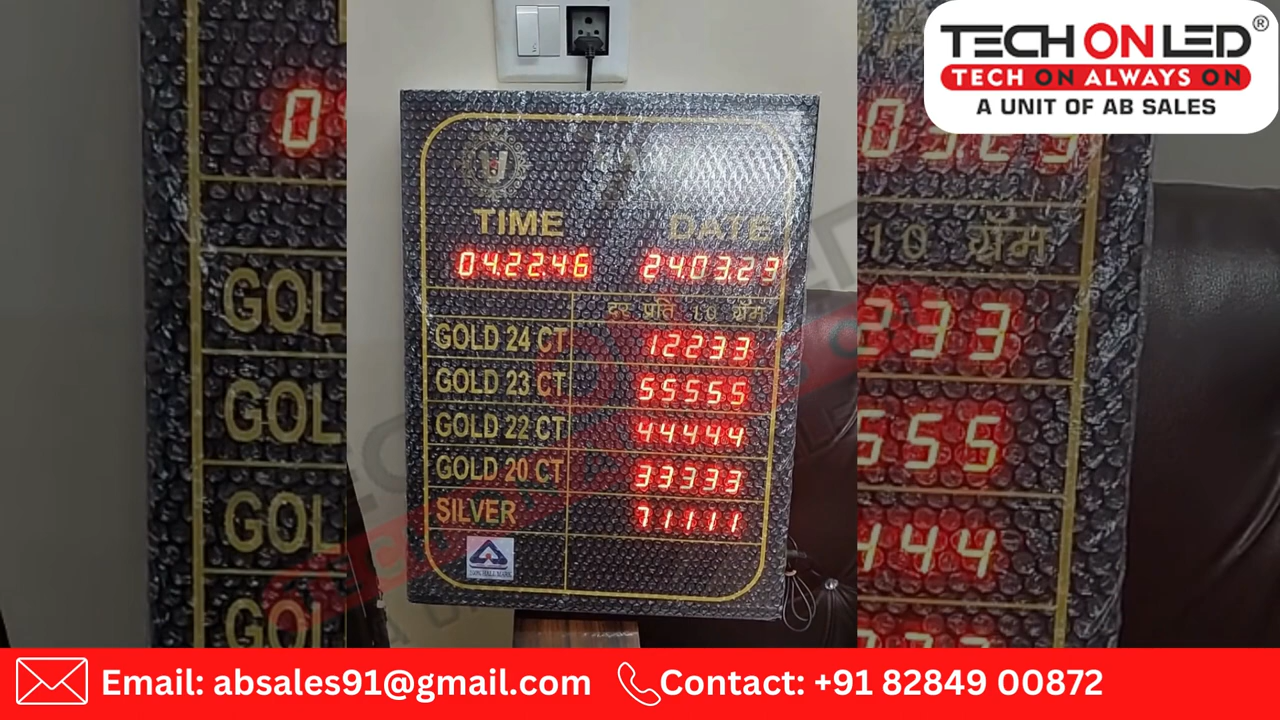 TECH ON LED®
TECH ON ALWAYS ON
A UNIT OF AB SALES
TIME DATE
04.22.46 24.03.29
दर प्रति 10 ग्रॅम
GOLD 24 CT 12233
GOLD 23 CT 55555
GOLD 22 CT 44444
GOLD 20 CT 33333
SILVER 71111
Email: absales91@gmail.com Contact: +91 82849 00872